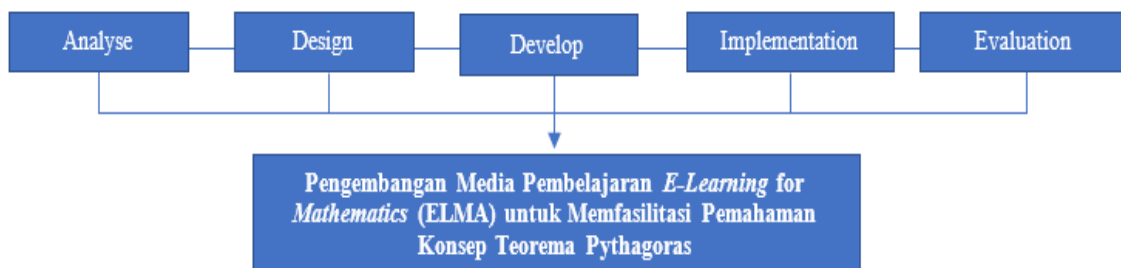 Analyse
Design
Develop
Implementation
Evaluation
Pengembangan Media Pembelajaran E-Learning for
Mathematics (ELMA) untuk Memfasilitasi Pemahaman
Konsep Teorema Pythagoras